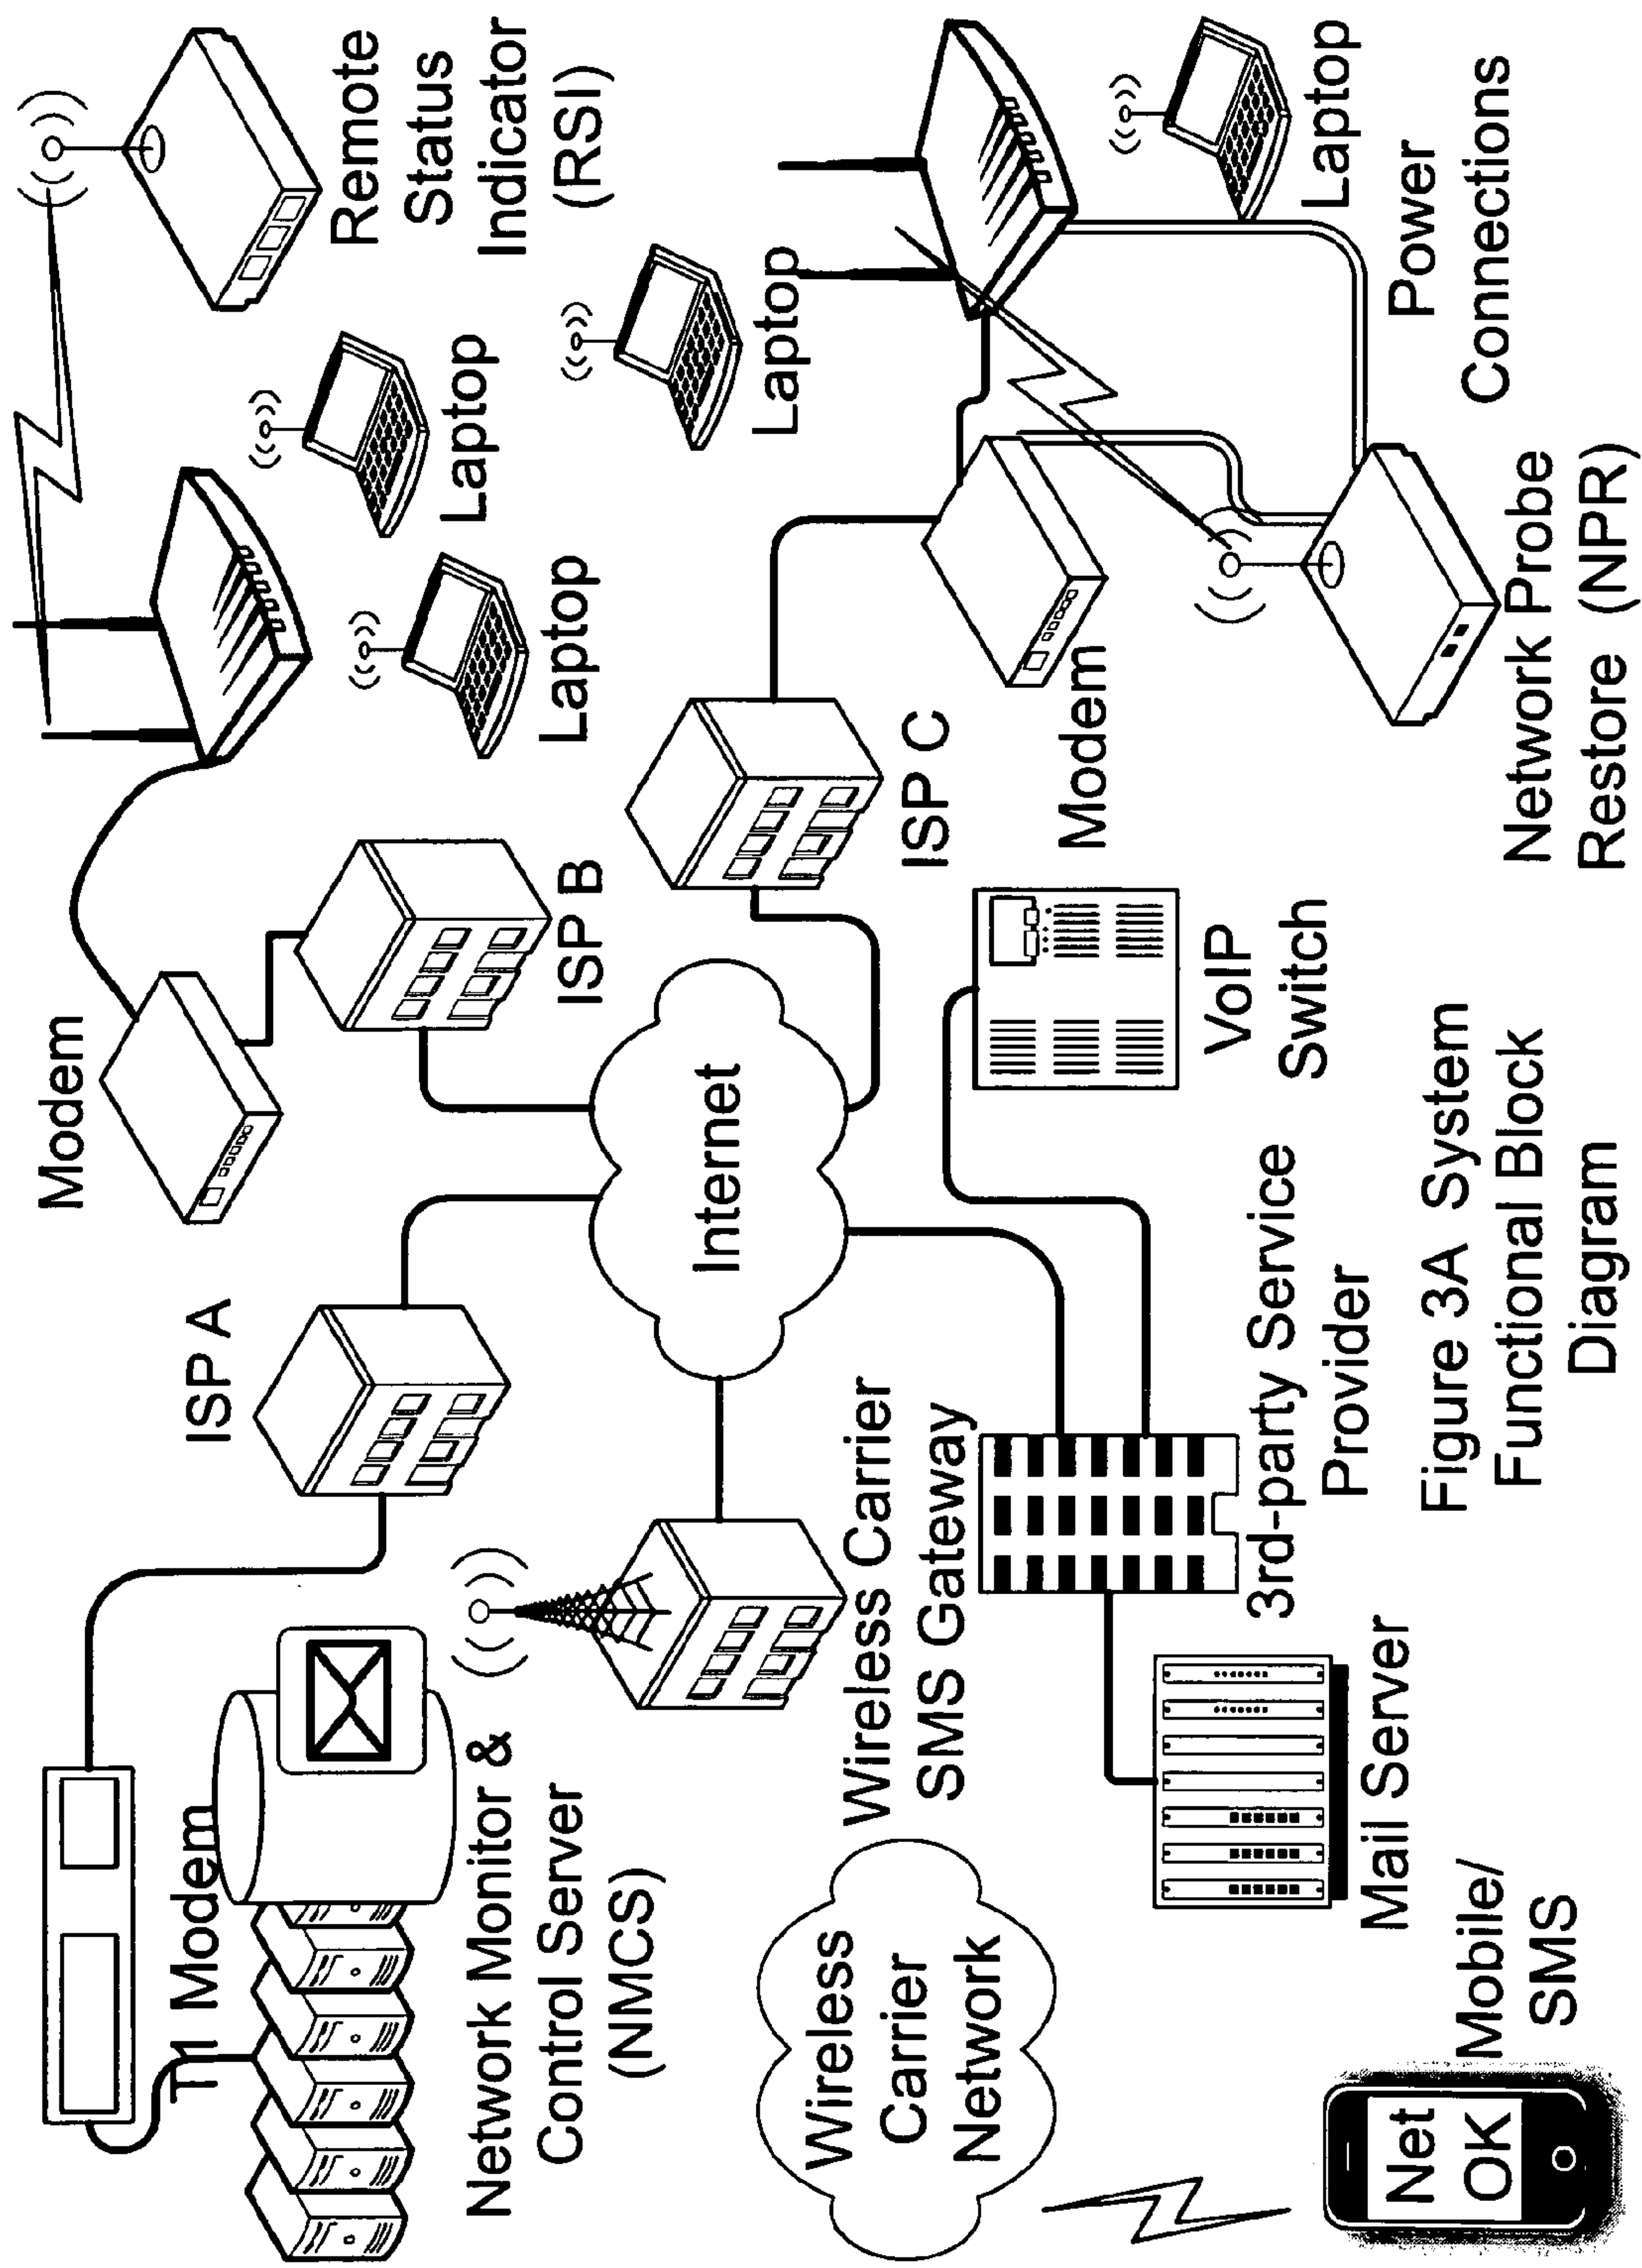 T1 Modem
Network Monitor &
Control Server
(NMCS)
ISP A
Modem
ISP B
Laptop
Laptop
Remote
Status
Indicator
(RSI)
Wireless
Carrier
Network
Wireless Carrier
SMS Gateway
Internet
ISP C
Laptop
Modem
Laptop
Power
Connections
Network Probe
Restore (NPR)
VoIP
Switch
3rd-party Service
Provider
Mail Server
Mobile/
SMS
Net
OK
Figure 3A System
Functional Block
Diagram